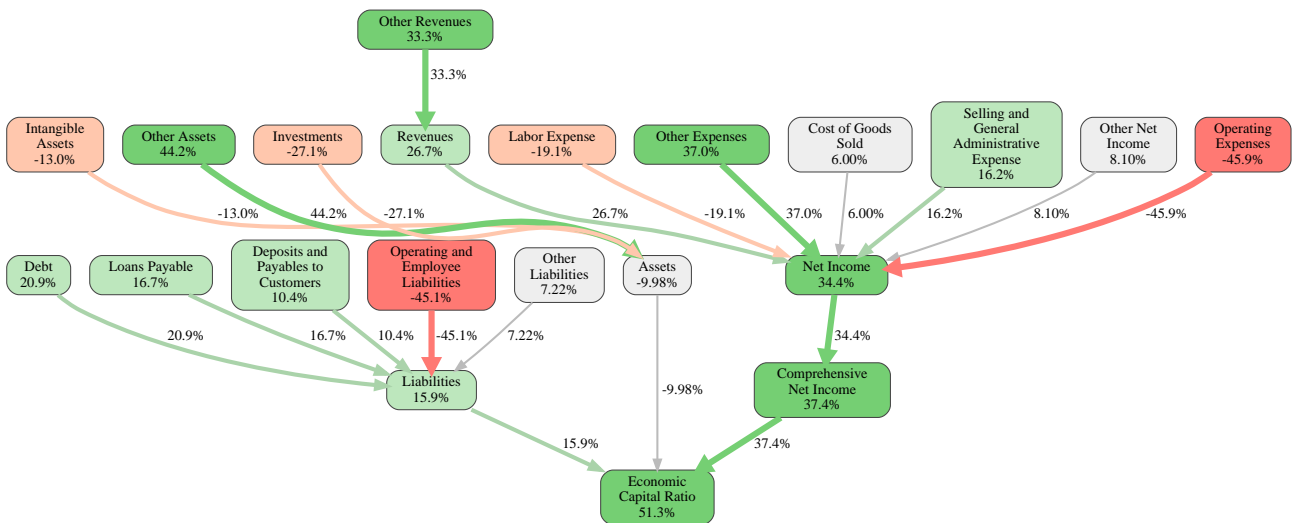 Other Revenues
33.3%
33.3%
Intangible
Assets
-13.0%
Other Assets
44.2%
Investments
-27.1%
Revenues
26.7%
Labor Expense
-19.1%
Other Expenses
37.0%
Cost of Goods
Sold
6.00%
Selling and
General
Administrative
Expense
16.2%
Other Net
Income
8.10%
Operating
Expenses
-45.9%
-13.0%
44.2%
-27.1%
26.7%
-19.1%
37.0%
6.00%
16.2%
8.10%
-45.9%
Debt
20.9%
Loans Payable
16.7%
Deposits and
Payables to
Customers
10.4%
Operating and
Employee
Liabilities
-45.1%
Other
Liabilities
7.22%
Assets
-9.98%
Net Income
34.4%
20.9%
16.7%
10.4%
-45.1%
7.22%
34.4%
Liabilities
15.9%
-9.98%
Comprehensive
Net Income
37.4%
15.9%
37.4%
Economic
Capital Ratio
51.3%